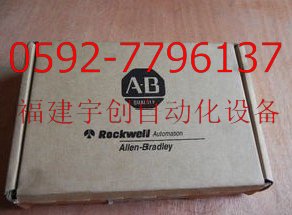 0592-7796137
AB
QUALITY
福建宇创自动化设备
Rockwell Automation
Allen-Bradley